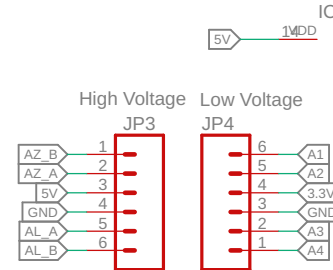 IC
14
VDD
5V
High Voltage Low Voltage
JP3 JP4
AZ_B 1 6 A1
AZ_A 2 5 A2
5V 3 4 3.3V
GND 4 3 GND
AL_A 5 2 A3
AL_B 6 1 A4